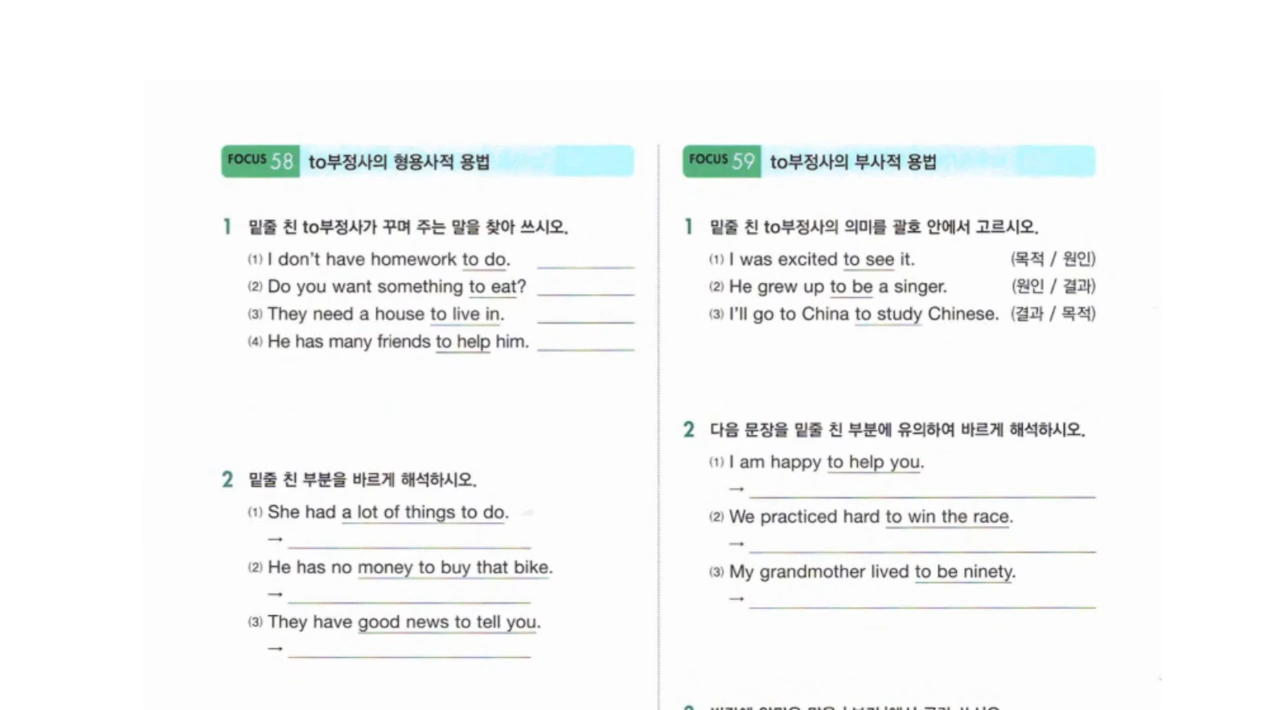 FOCUS 58 to부정사의 형용사적 용법
1 밑줄 친 to부정사가 꾸며 주는 말을 찾아 쓰시오.
(1) I don't have homework to do.
(2) Do you want something to eat?
(3) They need a house to live in.
(4) He has many friends to help him.
2 밑줄 친 부분을 바르게 해석하시오.
(1) She had a lot of things to do.
→
(2) He has no money to buy that bike.
→
(3) They have good news to tell you.
→
FOCUS 59 to부정사의 부사적 용법
1 밑줄 친 to부정사의 의미를 괄호 안에서 고르시오.
(1) I was excited to see it. (목적 / 원인)
(2) He grew up to be a singer. (원인 / 결과)
(3) I'll go to China to study Chinese. (결과 / 목적)
2 다음 문장을 밑줄 친 부분에 유의하여 바르게 해석하시오.
(1) I am happy to help you.
→
(2) We practiced hard to win the race.
→
(3) My grandmother lived to be ninety.
→